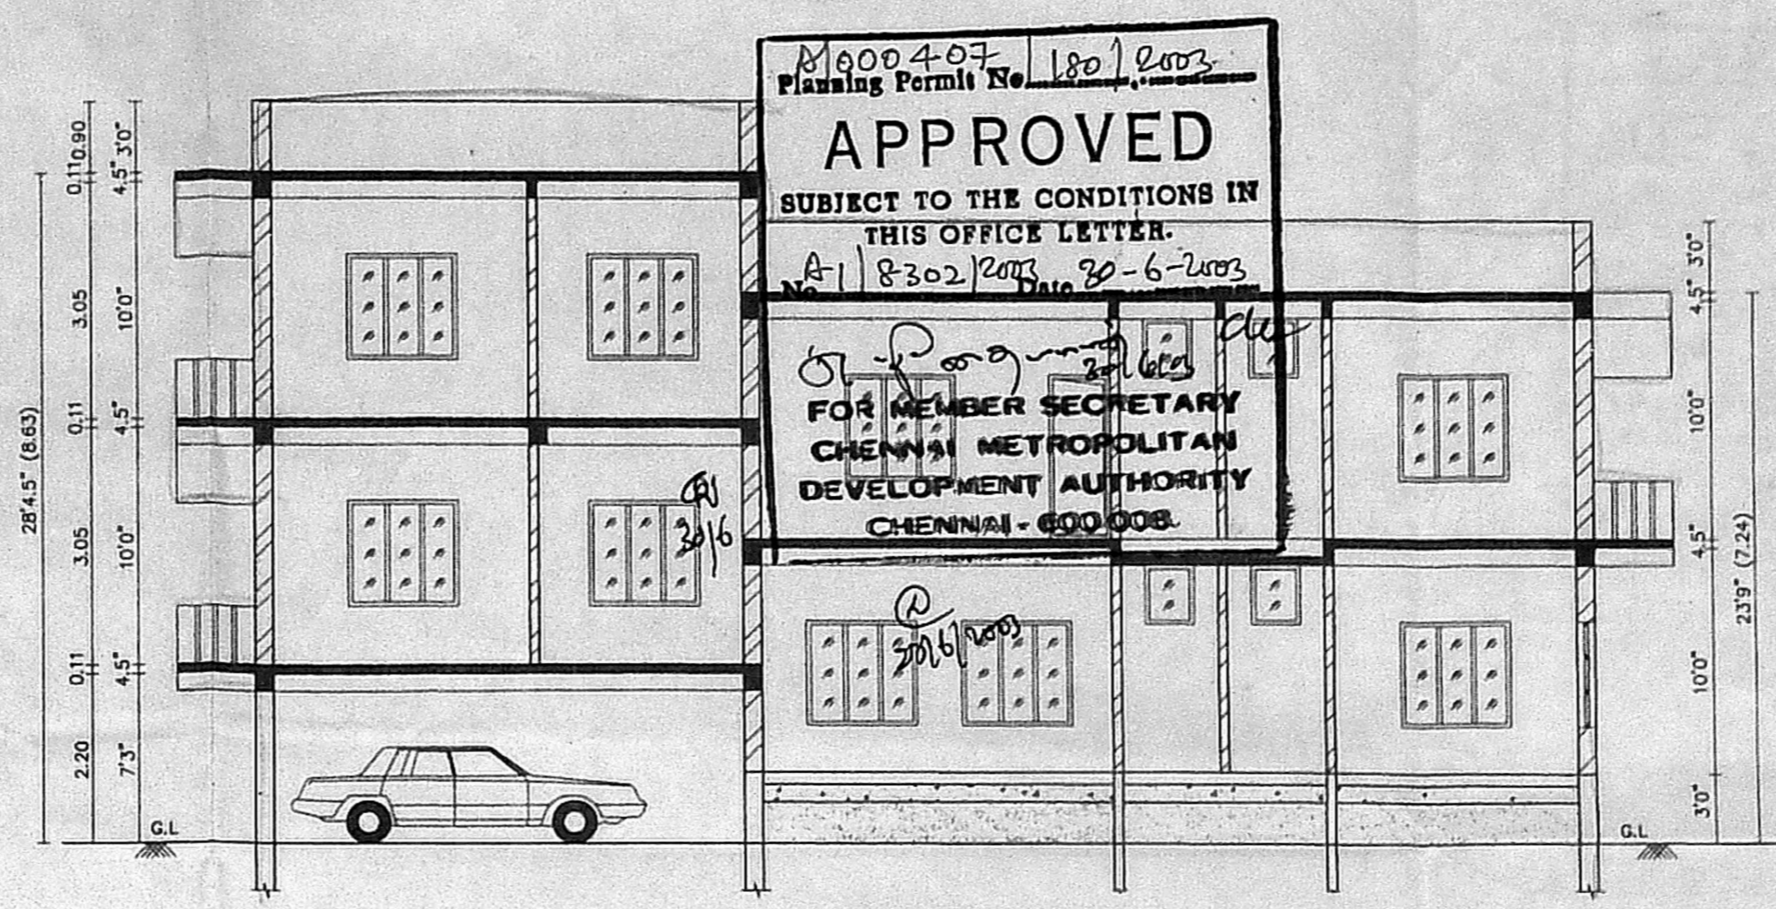 A/000407 /180/2003
Planning Permit No
APPROVED
SUBJECT TO THE CONDITIONS IN
THIS OFFICE LETTER.
No A-1/8302/2003 Date 30-6-2003
30/6/03
FOR MEMBER SECRETARY
CHENNAI METROPOLITAN
DEVELOPMENT AUTHORITY
CHENNAI - 600 008.
30/6
30/6/2003
0.90
3'0"
0.11
4.5"
3.05
10'0"
0.11
4.5"
3.05
10'0"
0.11
4.5"
2.20
7'3"
28'4.5" (8.63)
G.L
3'0"
4.5"
10'0"
4.5"
10'0"
3'0"
23'9" (7.24)
G.L